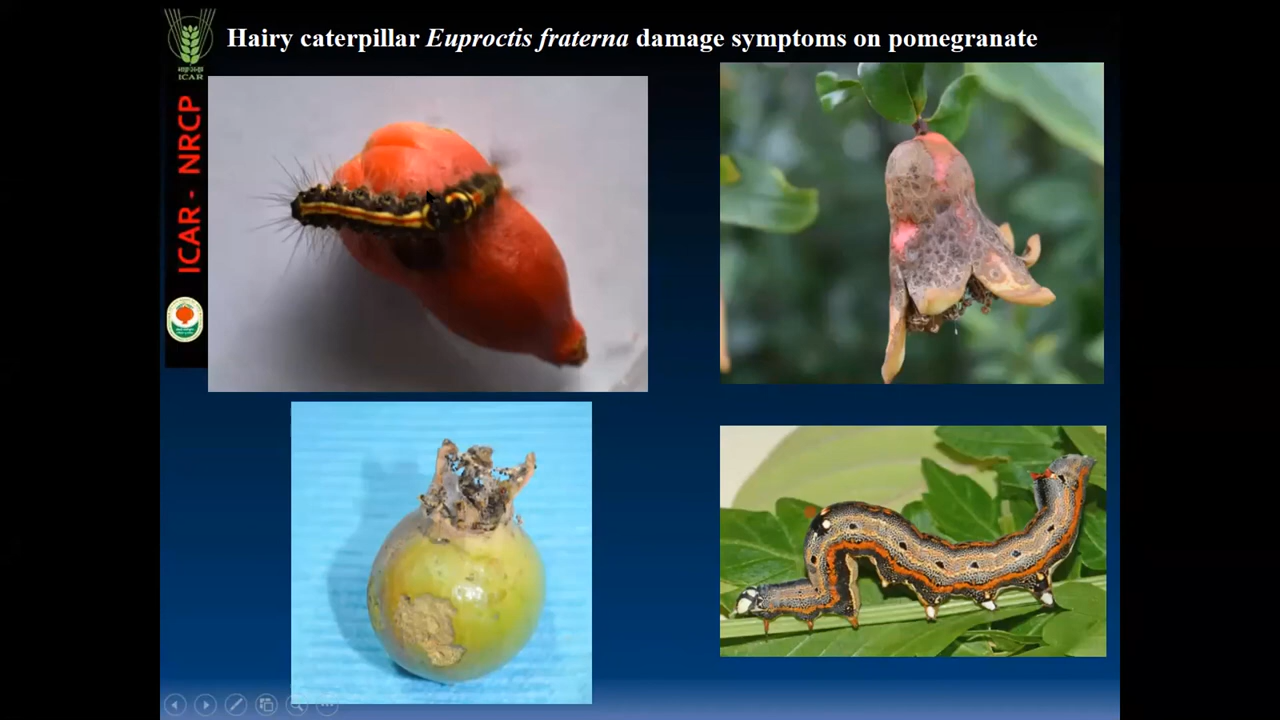 Hairy caterpillar Euproctis fraterna damage symptoms on pomegranate
ICAR
ICAR - NRCP